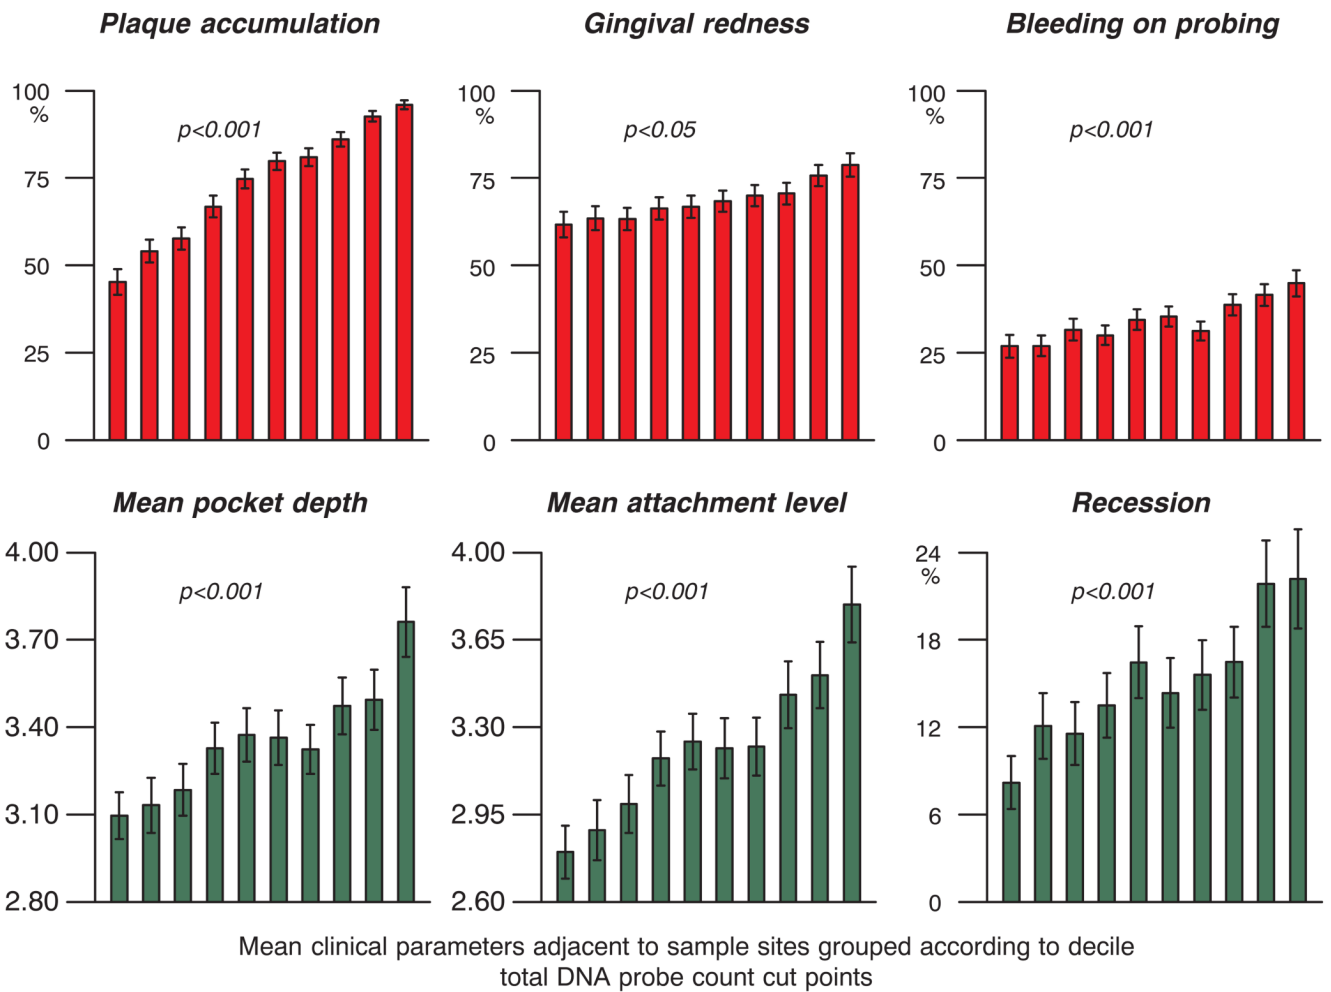 Plaque accumulation
Gingival redness
Bleeding on probing
100
%
75
50
25
0
p<0.001
100
%
75
50
25
0
p<0.05
100
%
75
50
25
0
p<0.001
Mean pocket depth
Mean attachment level
Recession
4.00
3.70
3.40
3.10
2.80
p<0.001
4.00
3.65
3.30
2.95
2.60
p<0.001
24
%
18
12
6
0
p<0.001
Mean clinical parameters adjacent to sample sites grouped according to decile
total DNA probe count cut points